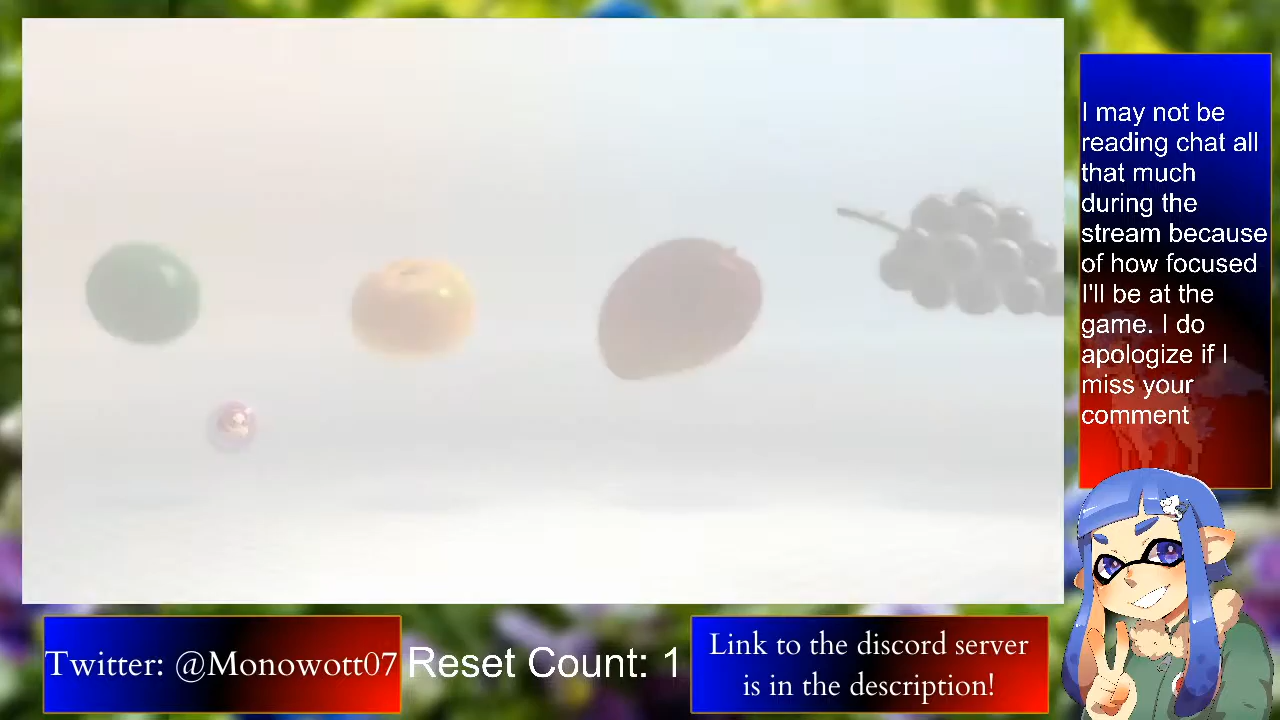 I may not be
reading chat all
that much
during the
stream because
of how focused
I'll be at the
game. I do
apologize if I
miss your
comment
Twitter: @Monowott07
Reset Count: 1
Link to the discord server
is in the description!